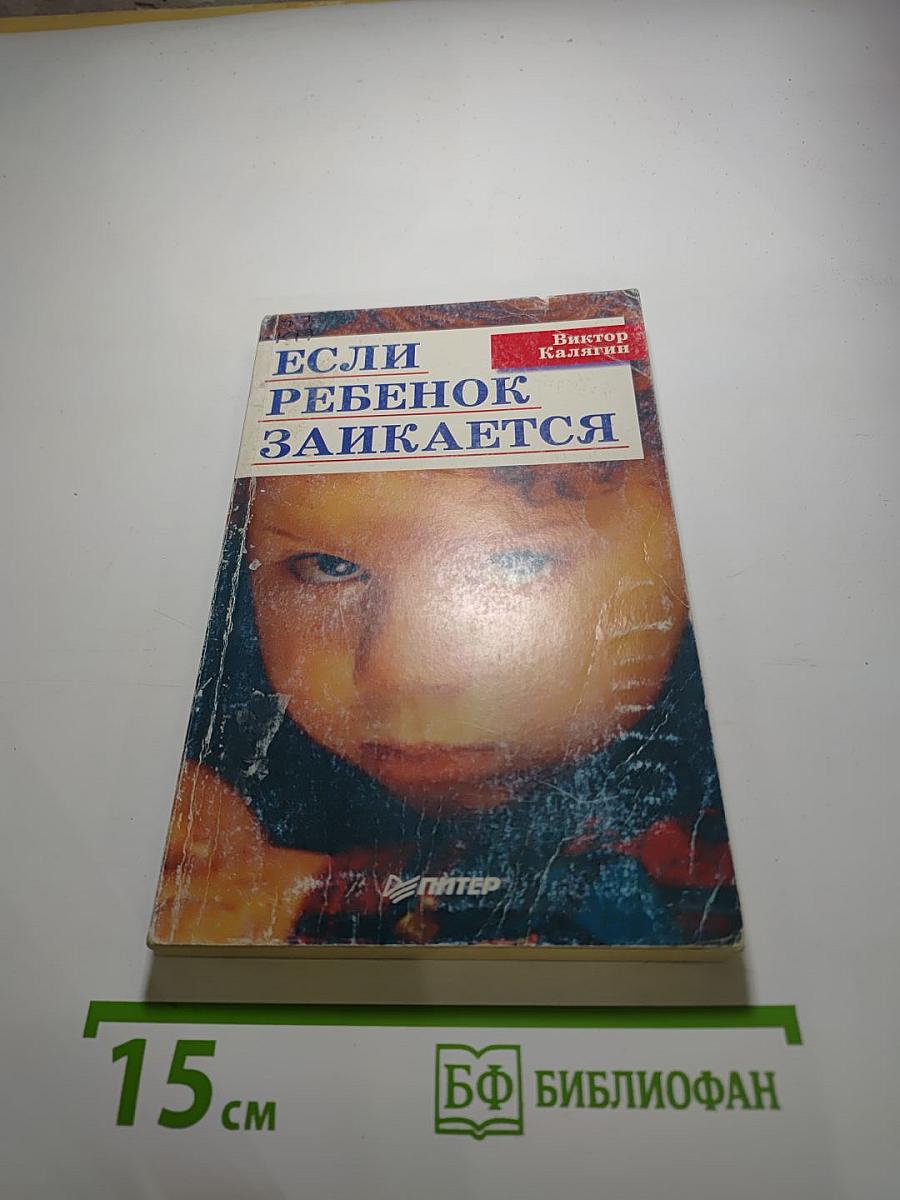 Виктор
Калягин
ЕСЛИ
РЕБЕНОК
ЗАИКАЕТСЯ
ПИТЕР
15 см
БФ БИБЛИОФАН